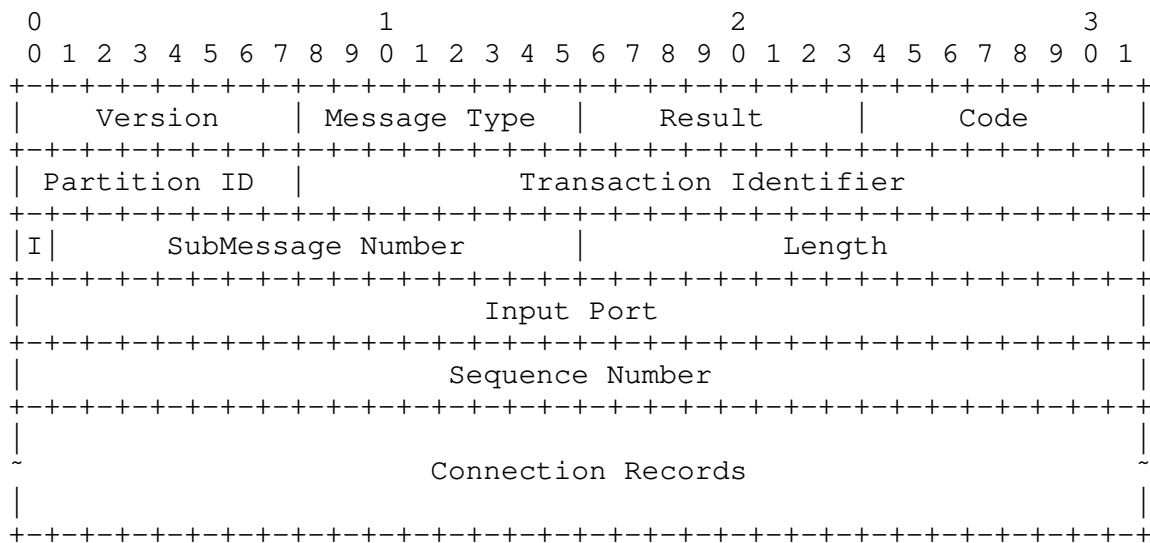 0                   1                   2                   3
 0 1 2 3 4 5 6 7 8 9 0 1 2 3 4 5 6 7 8 9 0 1 2 3 4 5 6 7 8 9 0 1
+-+-+-+-+-+-+-+-+-+-+-+-+-+-+-+-+-+-+-+-+-+-+-+-+-+-+-+-+-+-+-+-+
|    Version    | Message Type  |    Result     |     Code      |
+-+-+-+-+-+-+-+-+-+-+-+-+-+-+-+-+-+-+-+-+-+-+-+-+-+-+-+-+-+-+-+-+
| Partition ID  |            Transaction Identifier             |
+-+-+-+-+-+-+-+-+-+-+-+-+-+-+-+-+-+-+-+-+-+-+-+-+-+-+-+-+-+-+-+-+
|I|      SubMessage Number      |           Length              |
+-+-+-+-+-+-+-+-+-+-+-+-+-+-+-+-+-+-+-+-+-+-+-+-+-+-+-+-+-+-+-+-+
|                          Input Port                           |
+-+-+-+-+-+-+-+-+-+-+-+-+-+-+-+-+-+-+-+-+-+-+-+-+-+-+-+-+-+-+-+-+
|                        Sequence Number                        |
+-+-+-+-+-+-+-+-+-+-+-+-+-+-+-+-+-+-+-+-+-+-+-+-+-+-+-+-+-+-+-+-+
|                                                               |
~                       Connection Records                      ~
|                                                               |
+-+-+-+-+-+-+-+-+-+-+-+-+-+-+-+-+-+-+-+-+-+-+-+-+-+-+-+-+-+-+-+-+